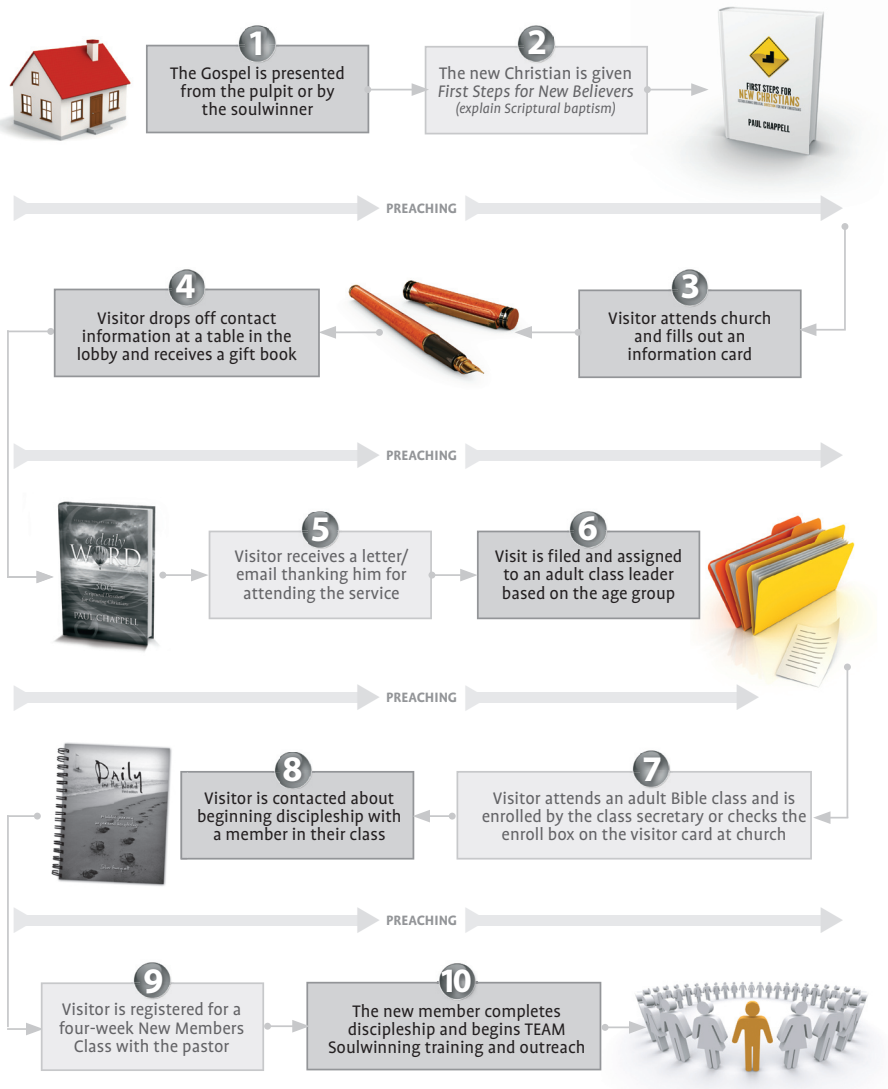 1
The Gospel is presented
from the pulpit or by
the soulwinner
2
The new Christian is given
First Steps for New Believers
(explain Scriptural baptism)
FIRST STEPS FOR
NEW CHRISTIANS
PAUL CHAPPELL
PREACHING
3
Visitor attends church
and fills out an
information card
4
Visitor drops off contact
information at a table in the
lobby and receives a gift book
PREACHING
a daily
WORD
PAUL CHAPPELL
5
Visitor receives a letter/
email thanking him for
attending the service
6
Visit is filed and assigned
to an adult class leader
based on the age group
PREACHING
7
Visitor attends an adult Bible class and is
enrolled by the class secretary or checks the
enroll box on the visitor card at church
8
Visitor is contacted about
beginning discipleship with
a member in their class
Daily
in the Word
PREACHING
9
Visitor is registered for a
four-week New Members
Class with the pastor
10
The new member completes
discipleship and begins TEAM
Soulwinning training and outreach